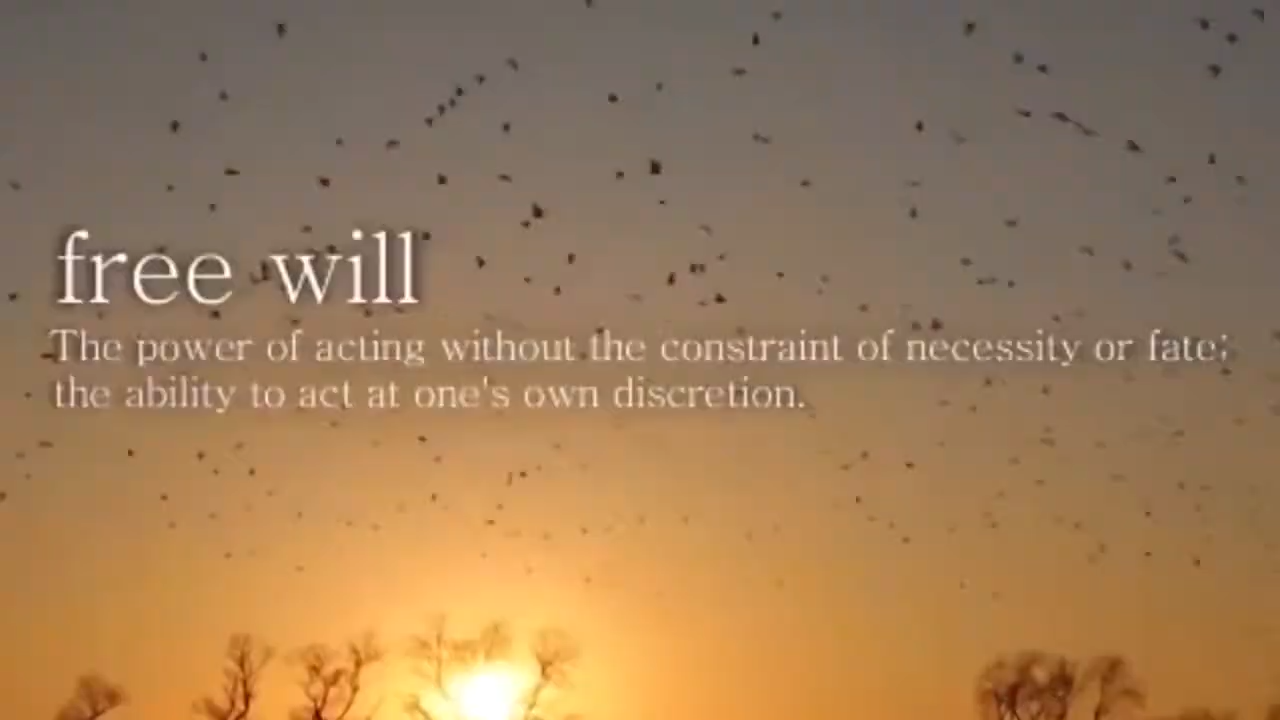 free will
The power of acting without the constraint of necessity or fate;
the ability to act at one's own discretion.